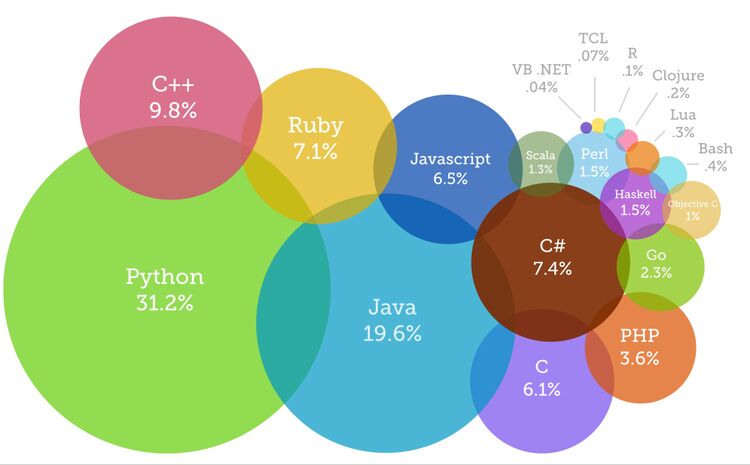 C++
9.8%
Ruby
7.1%
Javascript
6.5%
Python
31.2%
Java
19.6%
TCL
.07%
R
.1%
VB .NET
.04%
Clojure
.2%
Lua
.3%
Bash
.4%
Scala
1.3%
Perl
1.5%
Haskell
1.5%
Objective C
1%
C#
7.4%
Go
2.3%
PHP
3.6%
C
6.1%